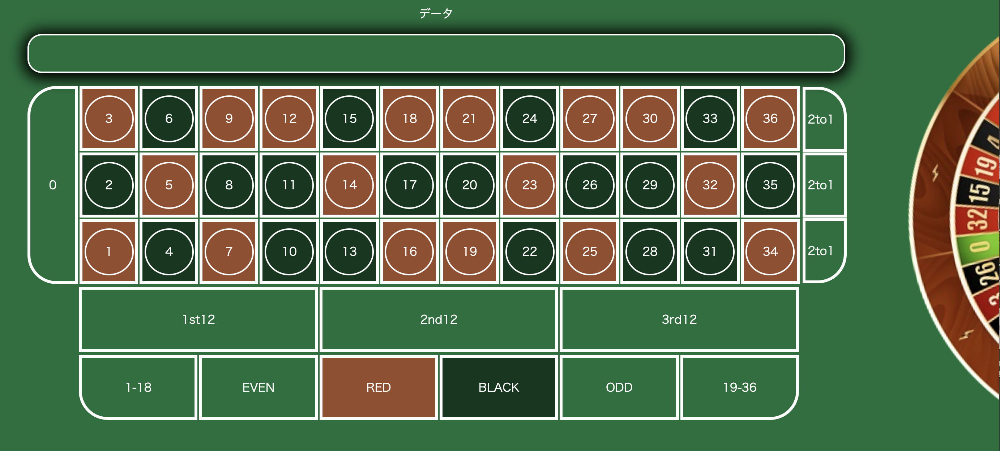 データ
3 6 9 12 15 18 21 24 27 30 33 36 2to1
0 2 5 8 11 14 17 20 23 26 29 32 35 2to1
1 4 7 10 13 16 19 22 25 28 31 34 2to1
1st12 2nd12 3rd12
1-18 EVEN RED BLACK ODD 19-36
4
19
15
32
0
26